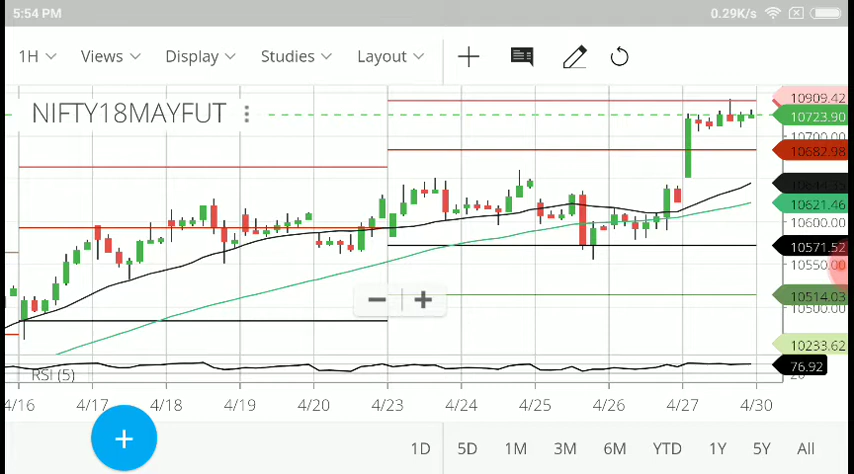 5:54 PM 0.29K/s
1H Views Display Studies Layout
NIFTY18MAYFUT
10909.42
10723.90
10700.00
10682.98
10621.46
10600.00
10571.52
10550.00
10514.03
10500.00
10233.62
76.92
RSI (5)
20
4/16 4/17 4/18 4/19 4/20 4/23 4/24 4/25 4/26 4/27 4/30
1D 5D 1M 3M 6M YTD 1Y 5Y All